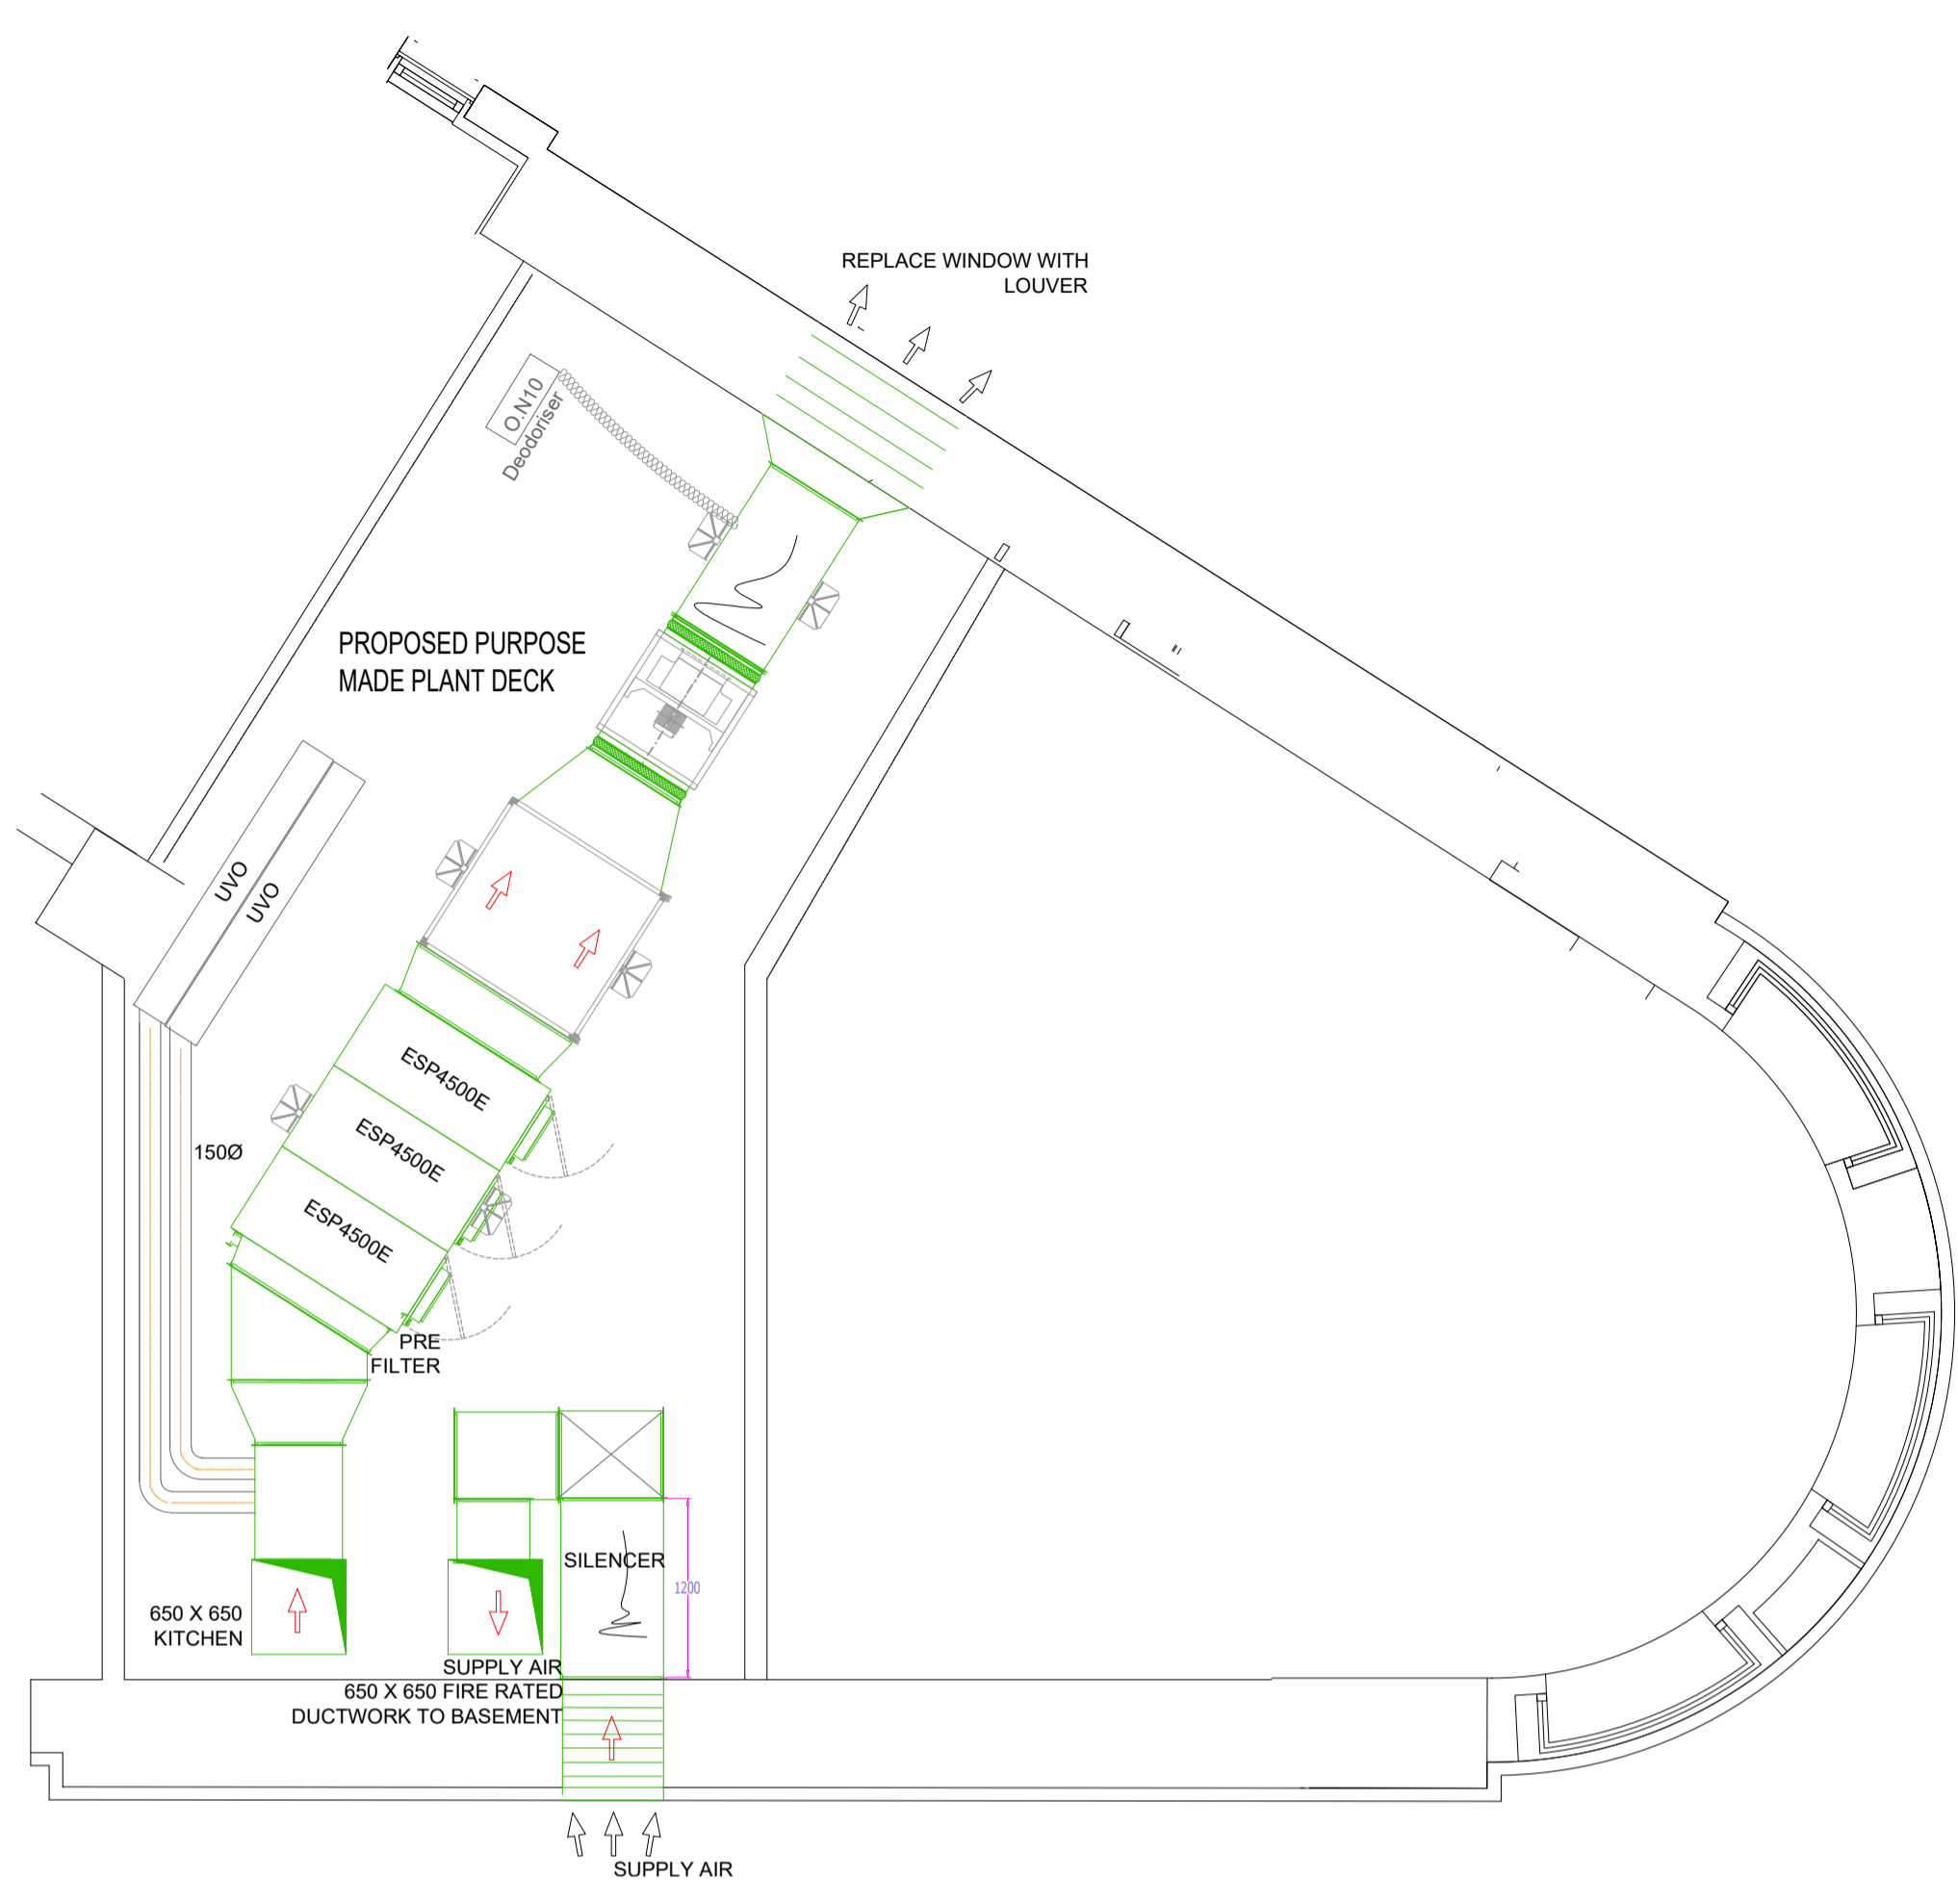 REPLACE WINDOW WITH
LOUVER
O.N10
Deodoriser
PROPOSED PURPOSE
MADE PLANT DECK
UVO
UVO
ESP4500E
ESP4500E
ESP4500E
150Ø
PRE
FILTER
SILENCER
1200
650 X 650
KITCHEN
SUPPLY AIR
650 X 650 FIRE RATED
DUCTWORK TO BASEMENT
SUPPLY AIR